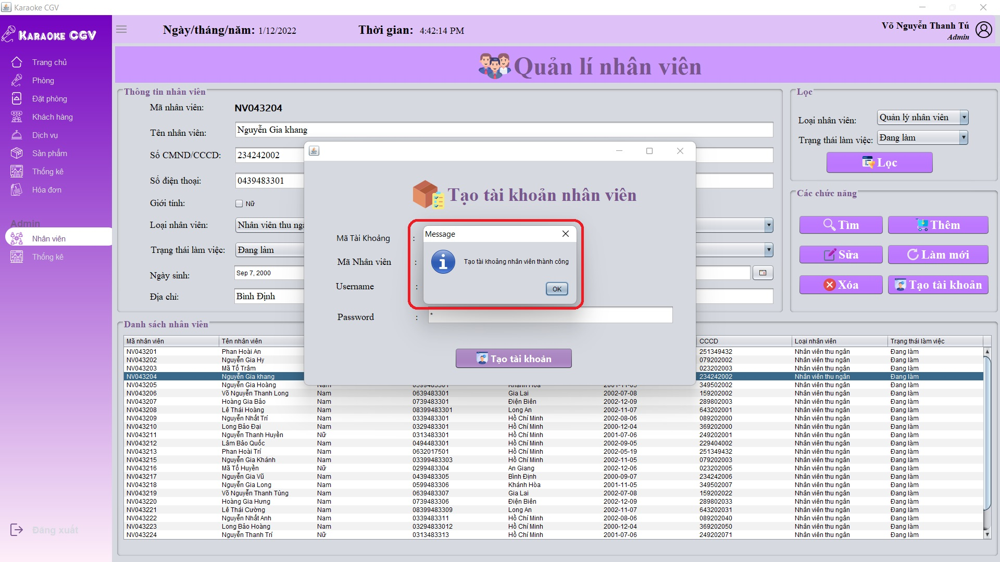 Karaoke CGV
KARAOKE CGV
Ngày/tháng/năm: 1/12/2022
Thời gian: 4:42:14 PM
Võ Nguyễn Thanh Tú
Admin
Trang chủ
Phòng
Đặt phòng
Khách hàng
Dịch vụ
Sản phẩm
Thống kê
Hóa đơn
Admin
Nhân viên
Thống kê
Đăng xuất
Quản lí nhân viên
Thông tin nhân viên
Mã nhân viên: NV043204
Tên nhân viên: Nguyễn Gia khang
Số CMND/CCCD: 234242002
Số điện thoại: 0439483301
Giới tính: Nữ
Loại nhân viên: Nhân viên thu ngâ
Trạng thái làm việc: Đang làm
Ngày sinh: Sep 7, 2000
Địa chỉ: Bình Định
Lọc
Loại nhân viên: Quản lý nhân viên
Trạng thái làm việc: Đang làm
Lọc
Các chức năng
Tìm
Thêm
Sửa
Làm mới
Xóa
Tạo tài khoản
Tạo tài khoản nhân viên
Mã Tài Khoảng :
Mã Nhân viên :
Username :
Password : *
Tạo tài khoản
Message
Tạo tài khoảng nhân viên thành công
OK
Danh sách nhân viên
Mã nhân viên Tên nhân viên CCCD Loại nhân viên Trạng thái làm việc
NV043201 Phan Hoài An 251349432 Nhân viên thu ngân Đang làm
NV043202 Nguyễn Gia Hy 079202002 Nhân viên thu ngân Đang làm
NV043203 Mã Tố Trâm 023202003 Nhân viên thu ngân Đang làm
NV043204 Nguyễn Gia khang 234242002 Nhân viên thu ngân Đang làm
NV043205 Nguyễn Gia Hoàng Nam 0599483301 Khánh Hòa 2001-11-05 349502002 Nhân viên thu ngân Đang làm
NV043206 Võ Nguyễn Thanh Long Nam 0639483301 Gia Lai 2002-07-08 159202002 Nhân viên thu ngân Đang làm
NV043207 Hoàng Gia Bảo Nam 0739483301 Điện Biên 2002-12-09 289802003 Nhân viên thu ngân Đang làm
NV043208 Lê Thái Hoàng Nam 08399483301 Long An 2002-11-07 643202001 Nhân viên thu ngân Đang làm
NV043209 Nguyễn Nhất Trí Nam 0339483301 Hồ Chí Minh 2002-08-06 089202000 Nhân viên thu ngân Đang làm
NV043210 Long Bảo Đại Nam 0329483301 Hồ Chí Minh 2000-12-04 369202000 Nhân viên thu ngân Đang làm
NV043211 Nguyễn Thanh Huyền Nữ 0313483301 Hồ Chí Minh 2001-07-06 249202001 Nhân viên thu ngân Đang làm
NV043212 Lâm Bảo Quốc Nam 0494483301 Hồ Chí Minh 2002-09-05 229404002 Nhân viên thu ngân Đang làm
NV043213 Phan Hoài Trí Nam 0632017501 Hồ Chí Minh 2002-05-19 251349432 Nhân viên thu ngân Đang làm
NV043215 Nguyễn Gia Khánh Nam 03399483303 Hồ Chí Minh 2002-11-05 079202003 Nhân viên thu ngân Đang làm
NV043216 Mã Tố Huyền Nữ 0299483304 An Giang 2002-12-06 023202005 Nhân viên thu ngân Đang làm
NV043217 Nguyễn Gia Vũ Nam 0439483305 Bình Định 2000-09-07 234242006 Nhân viên thu ngân Đang làm
NV043218 Nguyễn Gia Long Nam 0599483306 Khánh Hòa 2001-11-05 349502007 Nhân viên thu ngân Đang làm
NV043219 Võ Nguyễn Thanh Tùng Nam 0639483307 Gia Lai 2002-07-08 159202022 Nhân viên thu ngân Đang làm
NV043220 Hoàng Gia Hưng Nam 0739483306 Điện Biên 2002-12-09 289802033 Nhân viên thu ngân Đang làm
NV043221 Lê Thái Cường Nam 08399483309 Long An 2002-11-07 643202031 Nhân viên thu ngân Đang làm
NV043222 Nguyễn Nhất Anh Nam 0339483311 Hồ Chí Minh 2002-08-06 089202040 Nhân viên thu ngân Đang làm
NV043223 Long Bảo Hoàng Nam 03294833012 Hồ Chí Minh 2000-12-04 369202050 Nhân viên thu ngân Đang làm
NV043224 Nguyễn Thanh Trí Nữ 0313483313 Hồ Chí Minh 2001-07-06 249202071 Nhân viên thu ngân Đang làm